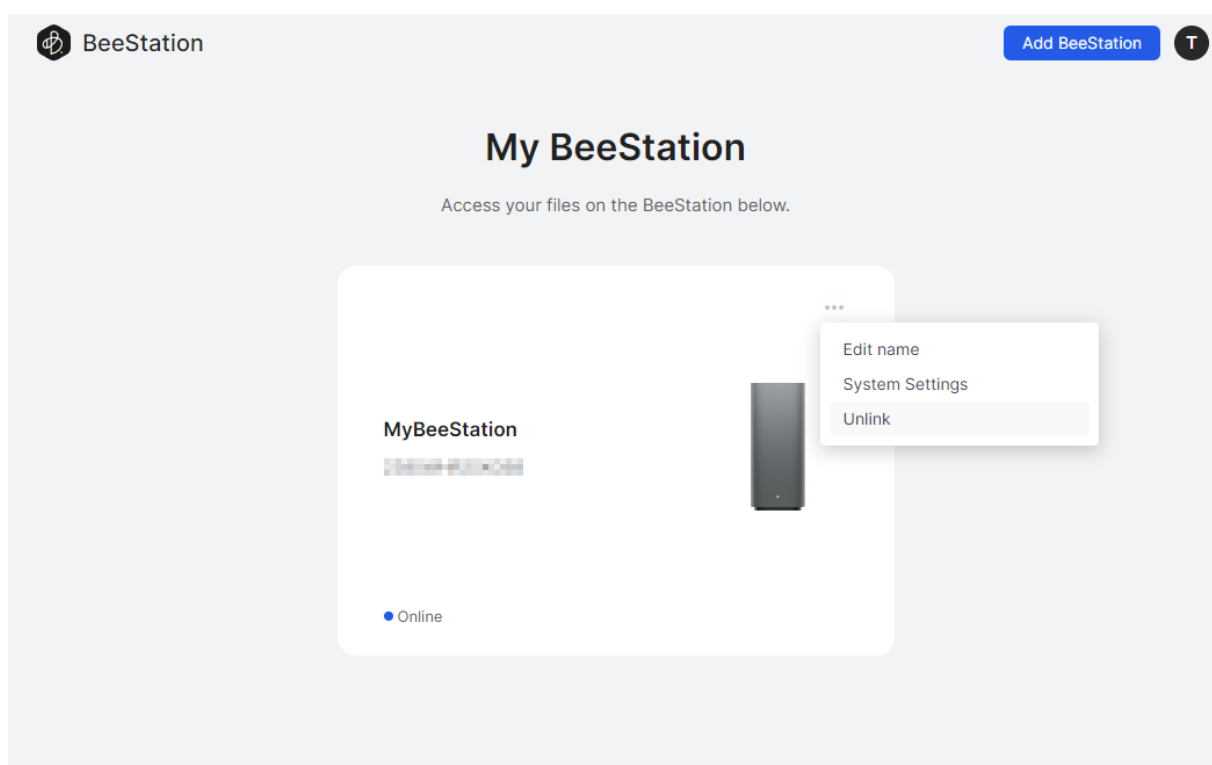 BeeStation
Add BeeStation
T
My BeeStation
Access your files on the BeeStation below.
Edit name
System Settings
Unlink
MyBeeStation
Online